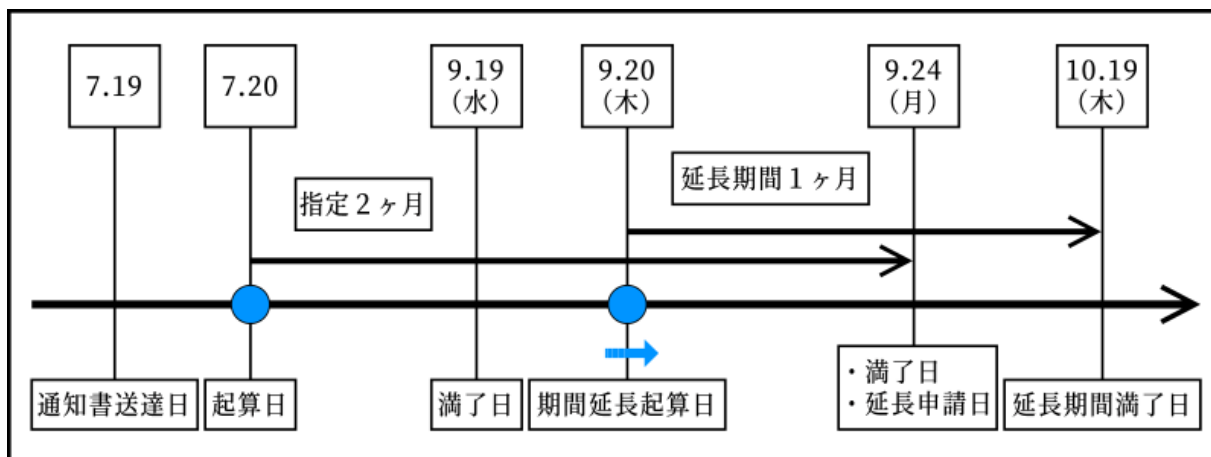 7.19
7.20
9.19
（水）
9.20
（木）
9.24
（月）
10.19
（木）
延長期間１ヶ月
指定２ヶ月
通知書送達日
起算日
満了日
期間延長起算日
・満了日
・延長申請日
延長期間満了日